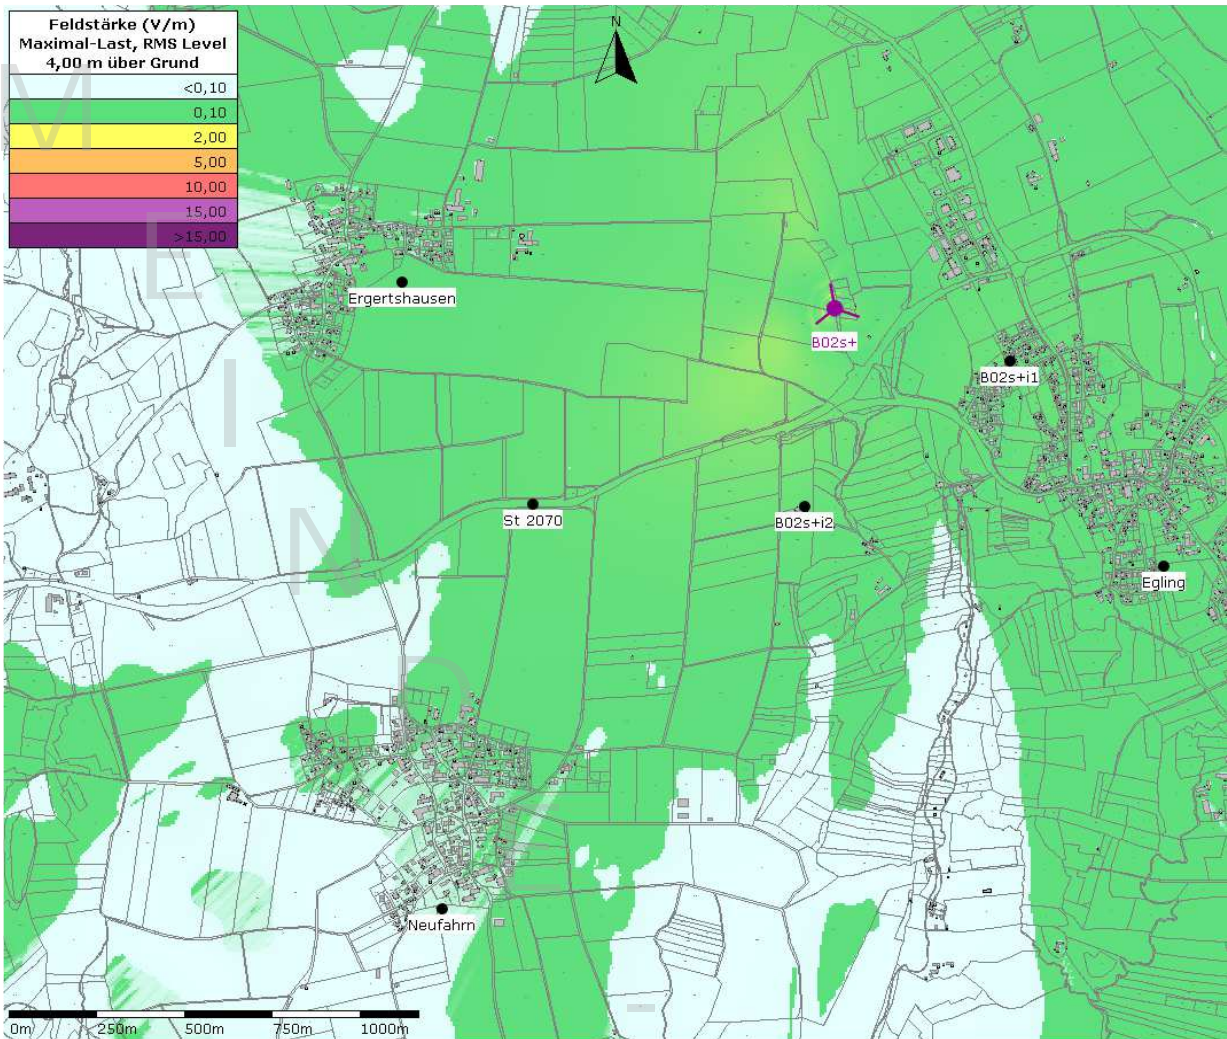 Feldstärke (V/m)
Maximal-Last, RMS Level
4,00 m über Grund
<0,10
0,10
2,00
5,00
10,00
15,00
>15,00
N
M
E
I
N
D
E
Ergertshausen
B02s+
B02s+i1
St 2070
B02s+i2
Egling
Neufahrn
0m
250m
500m
750m
1000m